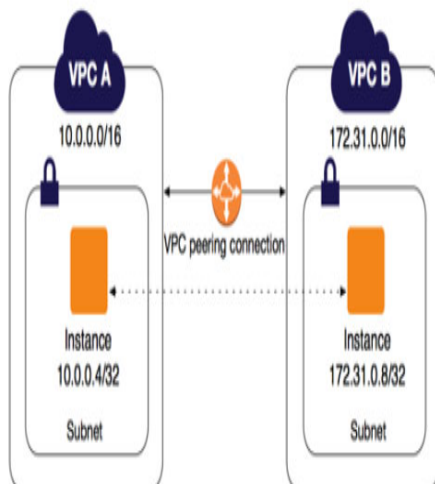 VPC A
10.0.0.0/16
Instance
10.0.0.4/32
Subnet
VPC peering connection
VPC B
172.31.0.0/16
Instance
172.31.0.8/32
Subnet